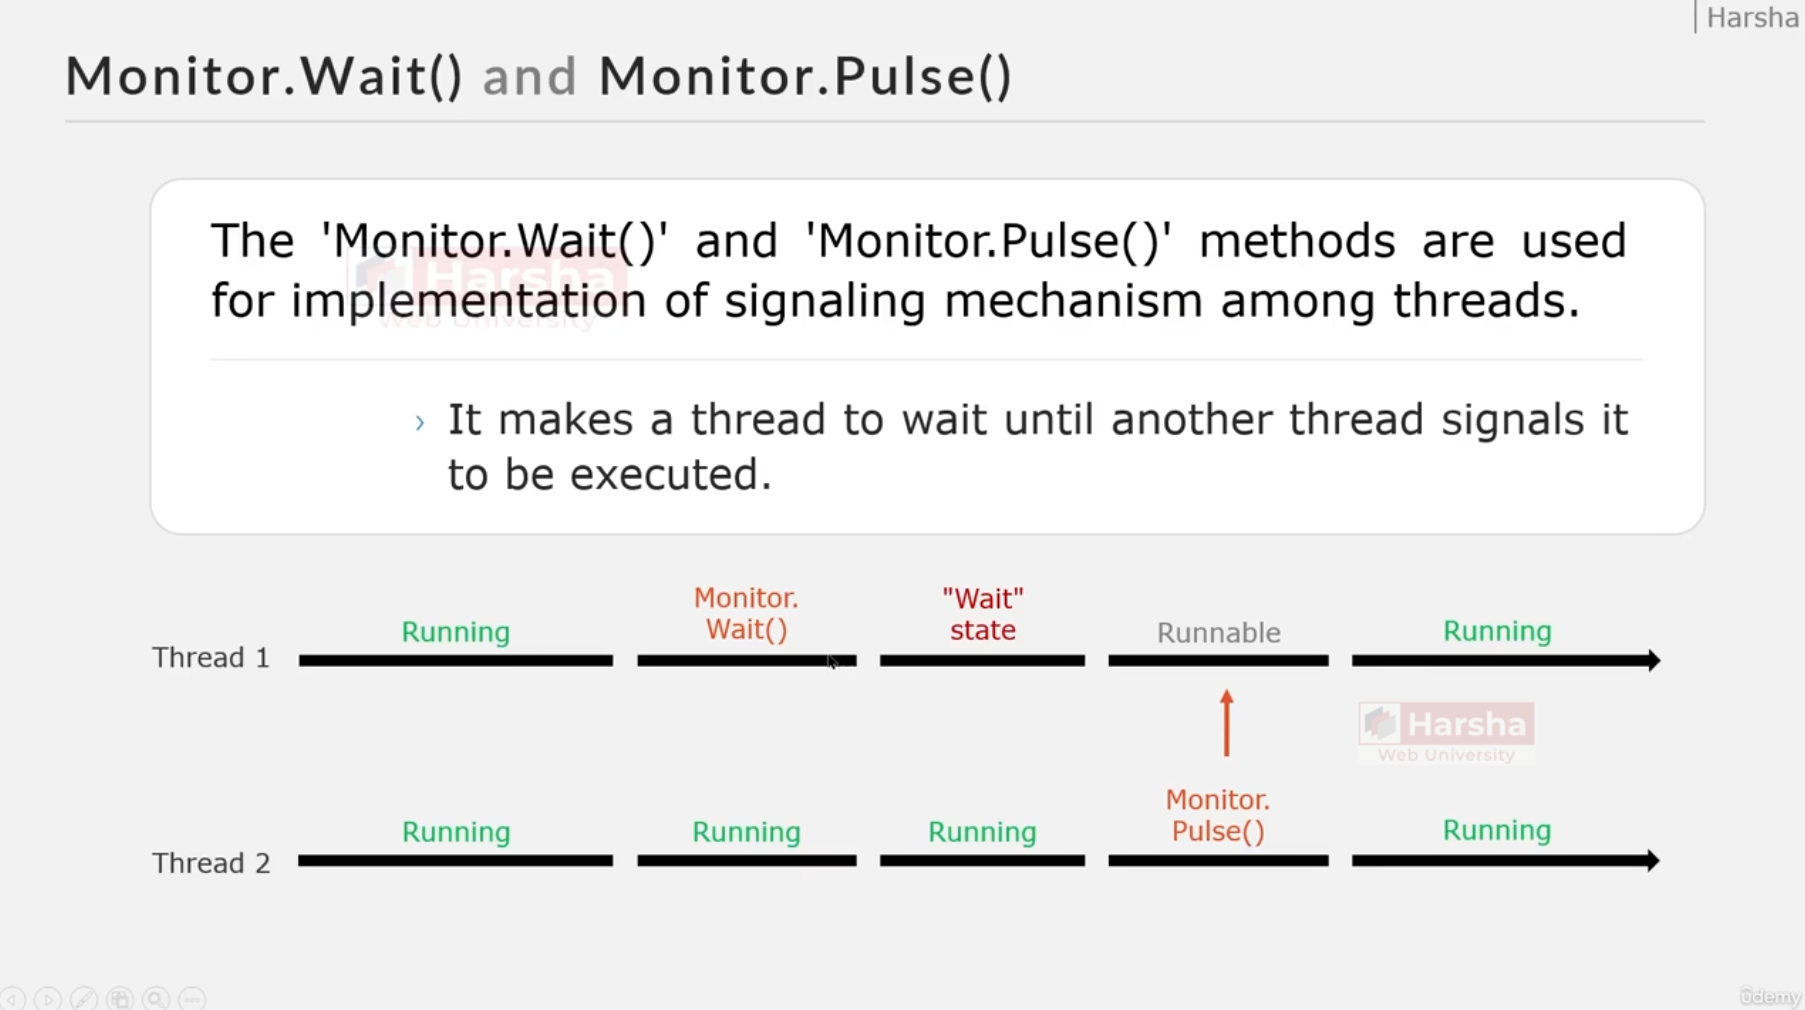 Harsha
Monitor.Wait() and Monitor.Pulse()
The 'Monitor.Wait()' and 'Monitor.Pulse()' methods are used
for implementation of signaling mechanism among threads.
Harsha
Web University
› It makes a thread to wait until another thread signals it
to be executed.
Thread 1
Running
Monitor.
Wait()
"Wait"
state
Runnable
Running
Harsha
Web University
Thread 2
Running
Running
Running
Monitor.
Pulse()
Running
ûdemy